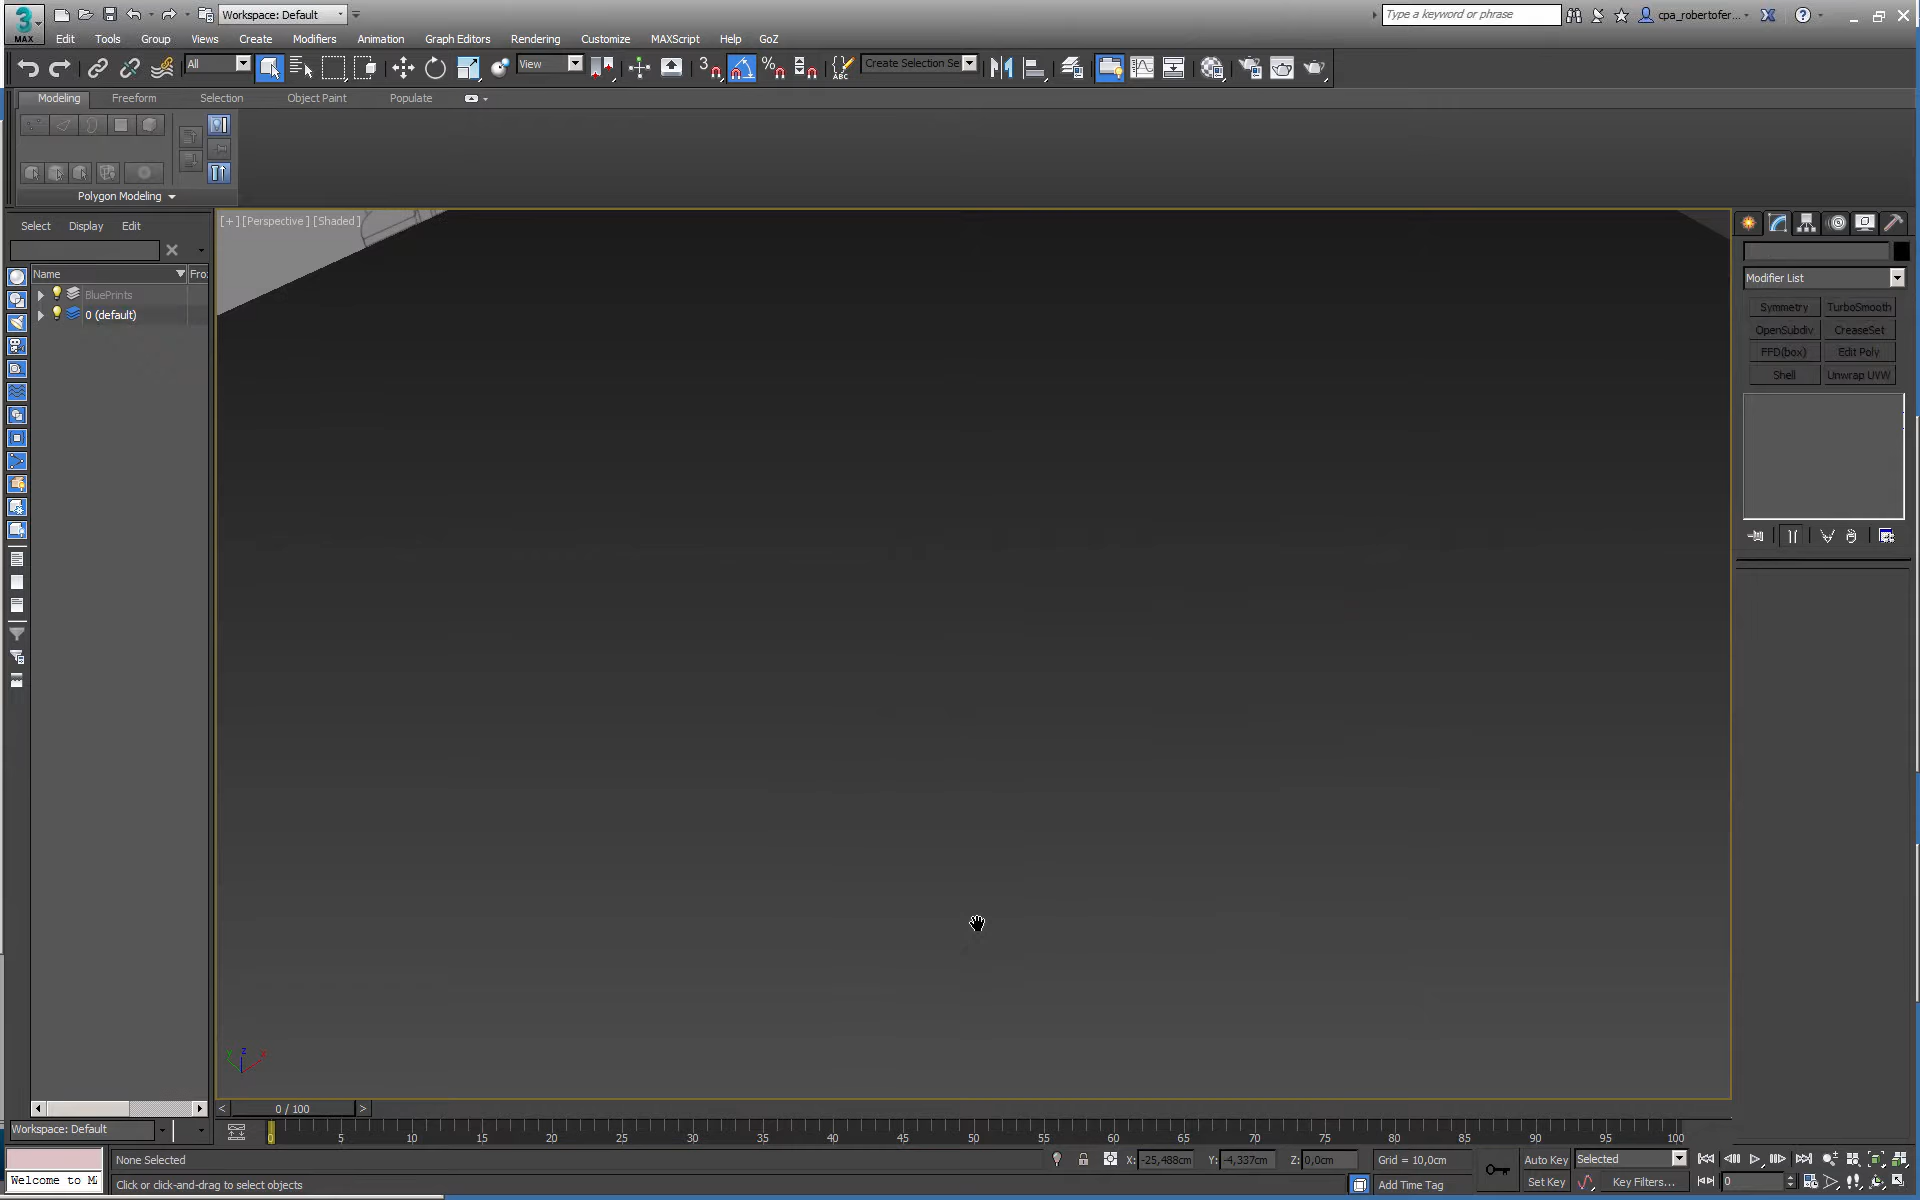 3
MAX
Workspace: Default
Type a keyword or phrase
cpa_robertofer...
Edit Tools Group Views Create Modifiers Animation Graph Editors Rendering Customize MAXScript Help GoZ
All
View
3
%
ABC
Create Selection Se
Modeling Freeform Selection Object Paint Populate
Polygon Modeling
Select Display Edit
[+] [Perspective ] [Shaded ]
Name Fro
BluePrints
0 (default)
Modifier List
Symmetry TurboSmooth
OpenSubdiv CreaseSet
FFD(box) Edit Poly
Shell Unwrap UVW
y z x
< 0 / 100 >
Workspace: Default
0 5 10 15 20 25 30 35 40 45 50 55 60 65 70 75 80 85 90 95 100
None Selected
X: -25,488cm Y: -4,337cm Z: 0,0cm Grid = 10,0cm
Auto Key Selected
Welcome to M
Click or click-and-drag to select objects
Add Time Tag
Set Key Key Filters... 0